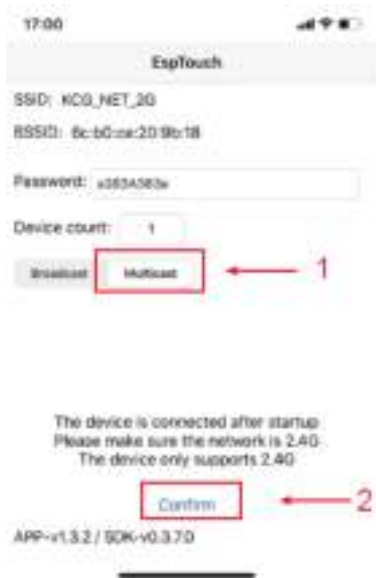 17:00
EspTouch
SSID: KCG_NET_2G
BSSID: 6c:b0:ce:20:9b:18
Password:
Device count: 1
Broadcast Multicast 1
The device is connected after startup
Please make sure the network is 2.4G
The device only supports 2.4G
Confirm 2
APP-v1.3.2 / SDK-v0.3.7.0